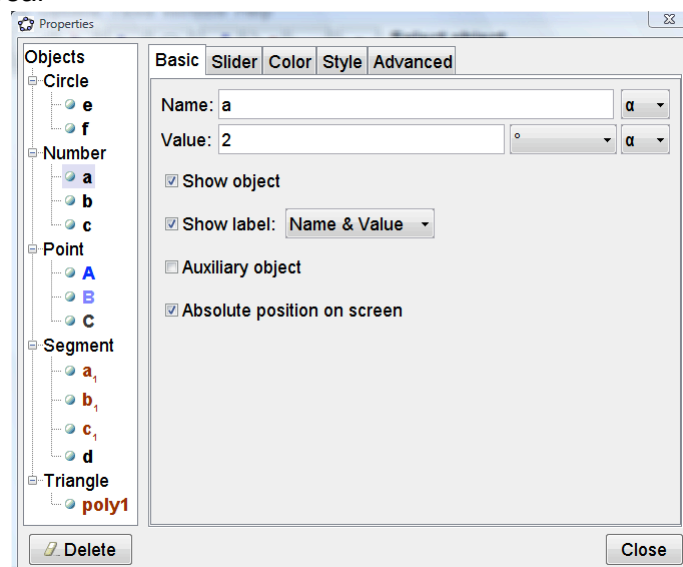 Properties
Objects
Circle
e
f
Number
a
b
c
Point
A
B
C
Segment
a1
b1
c1
d
Triangle
poly1
Basic Slider Color Style Advanced
Name: a α
Value: 2 ° α
Show object
Show label: Name & Value
Auxiliary object
Absolute position on screen
Delete
Close